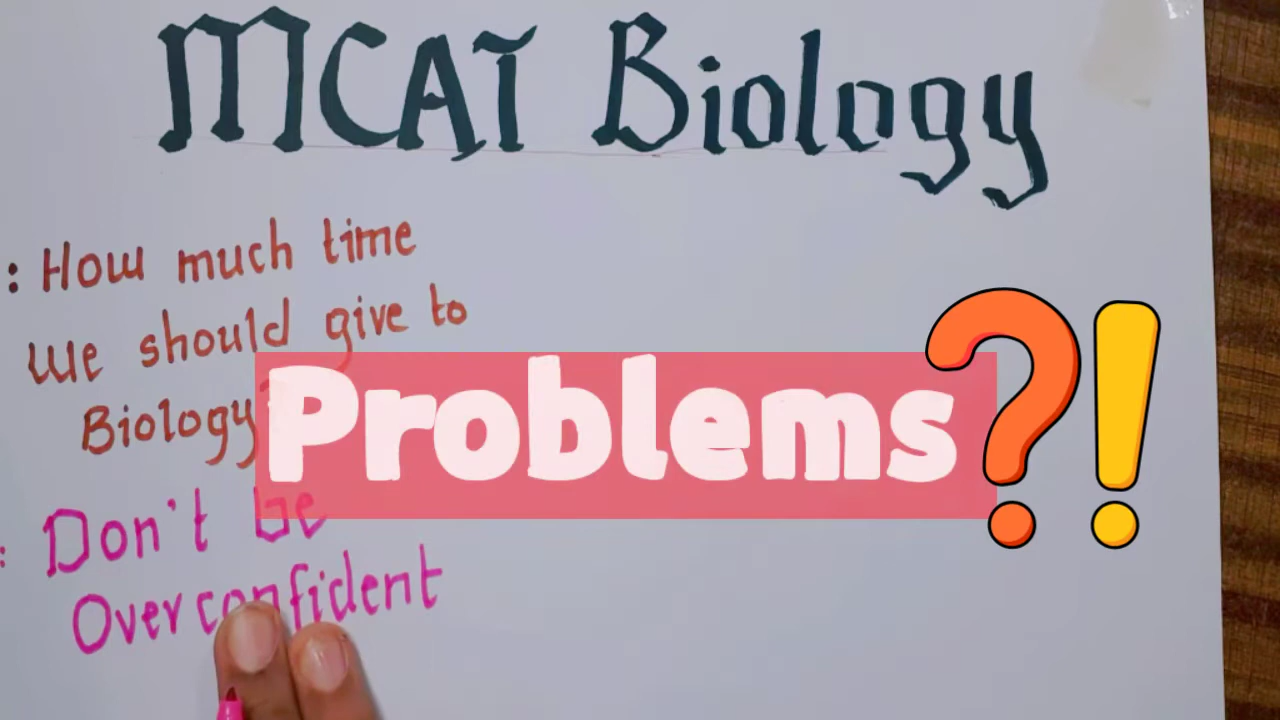 MCAT Biology
: How much time
We should give to
Biology
Problems?!
: Don't be
Overconfident